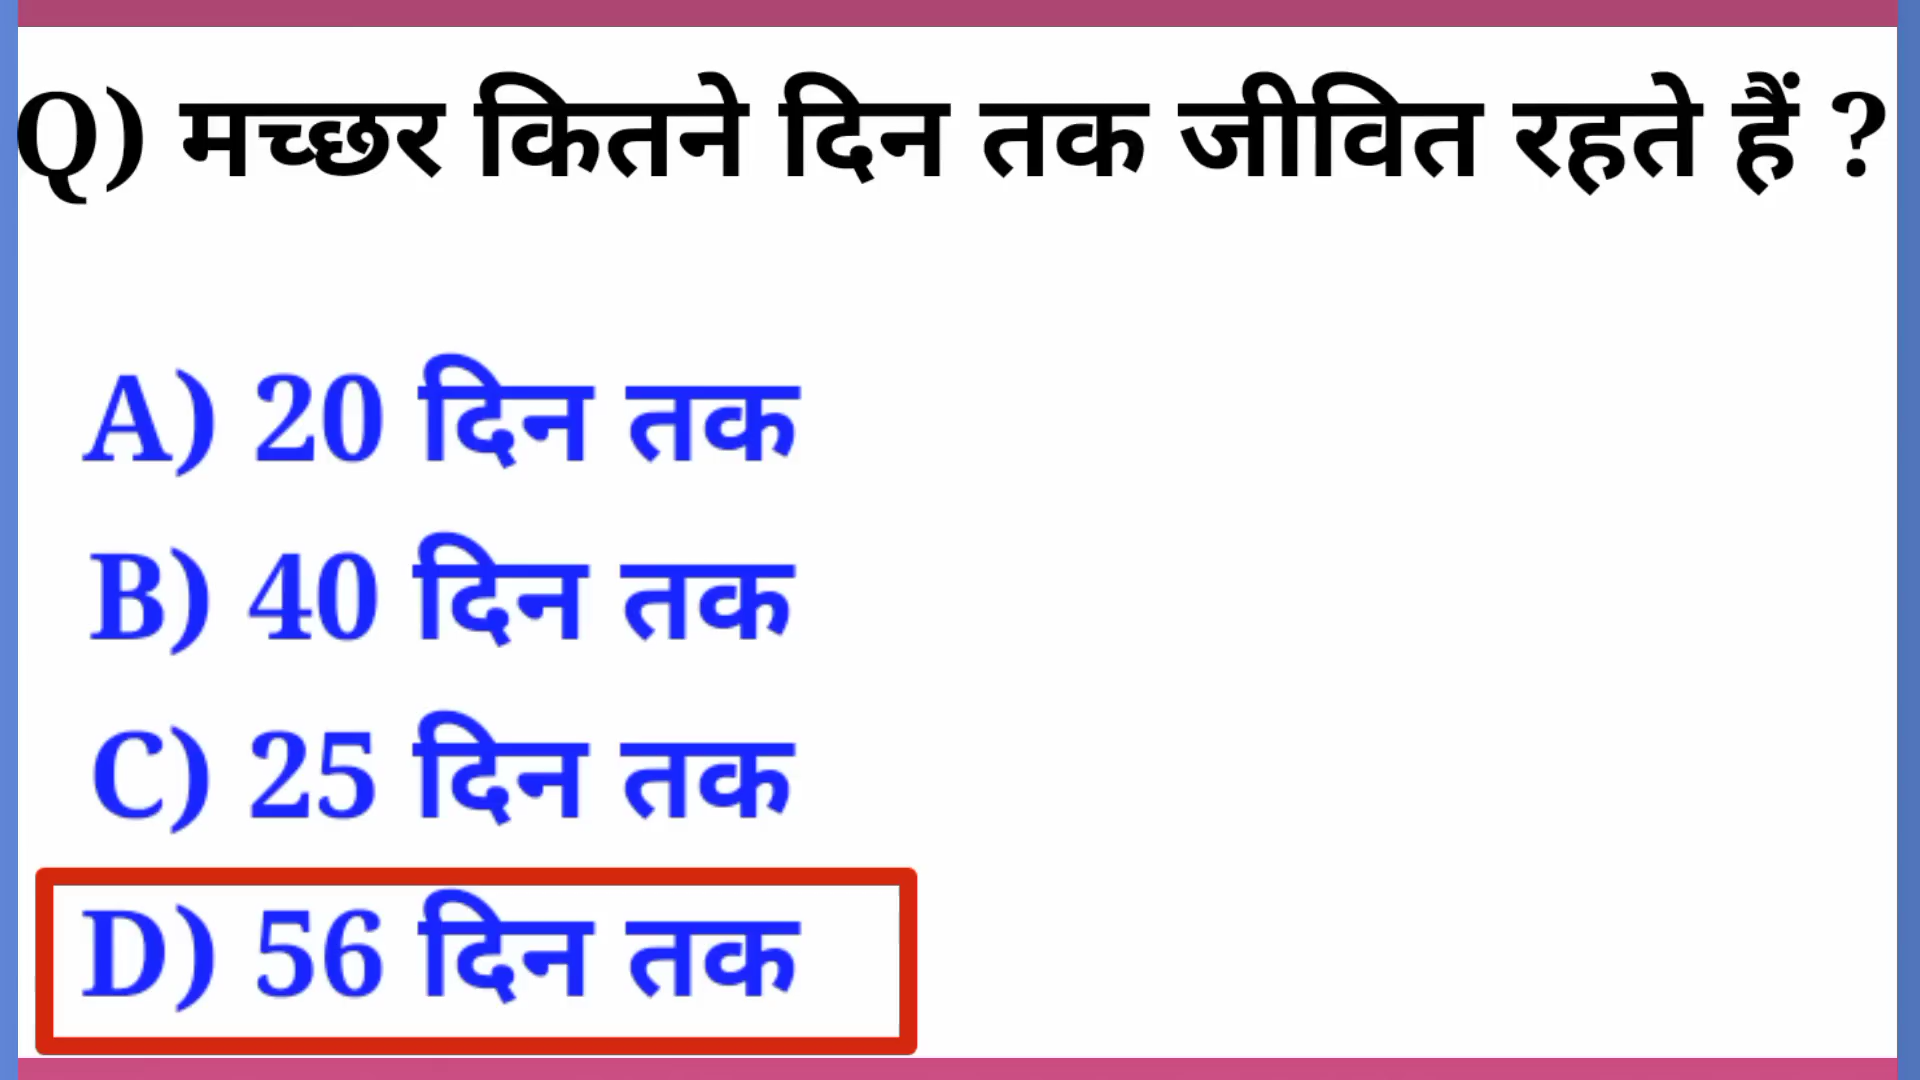 Q) मच्छर कितने दिन तक जीवित रहते हैं ?
A) 20 दिन तक
B) 40 दिन तक
C) 25 दिन तक
D) 56 दिन तक